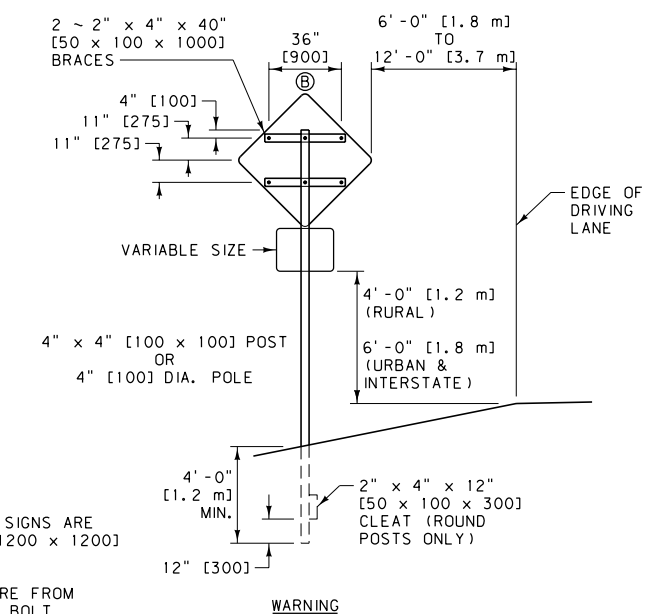 2 ~ 2" x 4" x 40"
[50 x 100 x 1000]
BRACES
36"
[900]
6'-0" [1.8 m]
TO
12'-0" [3.7 m]
B
4" [100]
11" [275]
11" [275]
EDGE OF
DRIVING
LANE
VARIABLE SIZE
4'-0" [1.2 m]
(RURAL)
6'-0" [1.8 m]
(URBAN &
INTERSTATE)
4" x 4" [100 x 100] POST
OR
4" [100] DIA. POLE
4'-0"
[1.2 m]
MIN.
2" x 4" x 12"
[50 x 100 x 300]
CLEAT (ROUND
POSTS ONLY)
12" [300]
SIGNS ARE
1200 x 1200]
RE FROM
BOLT
WARNING